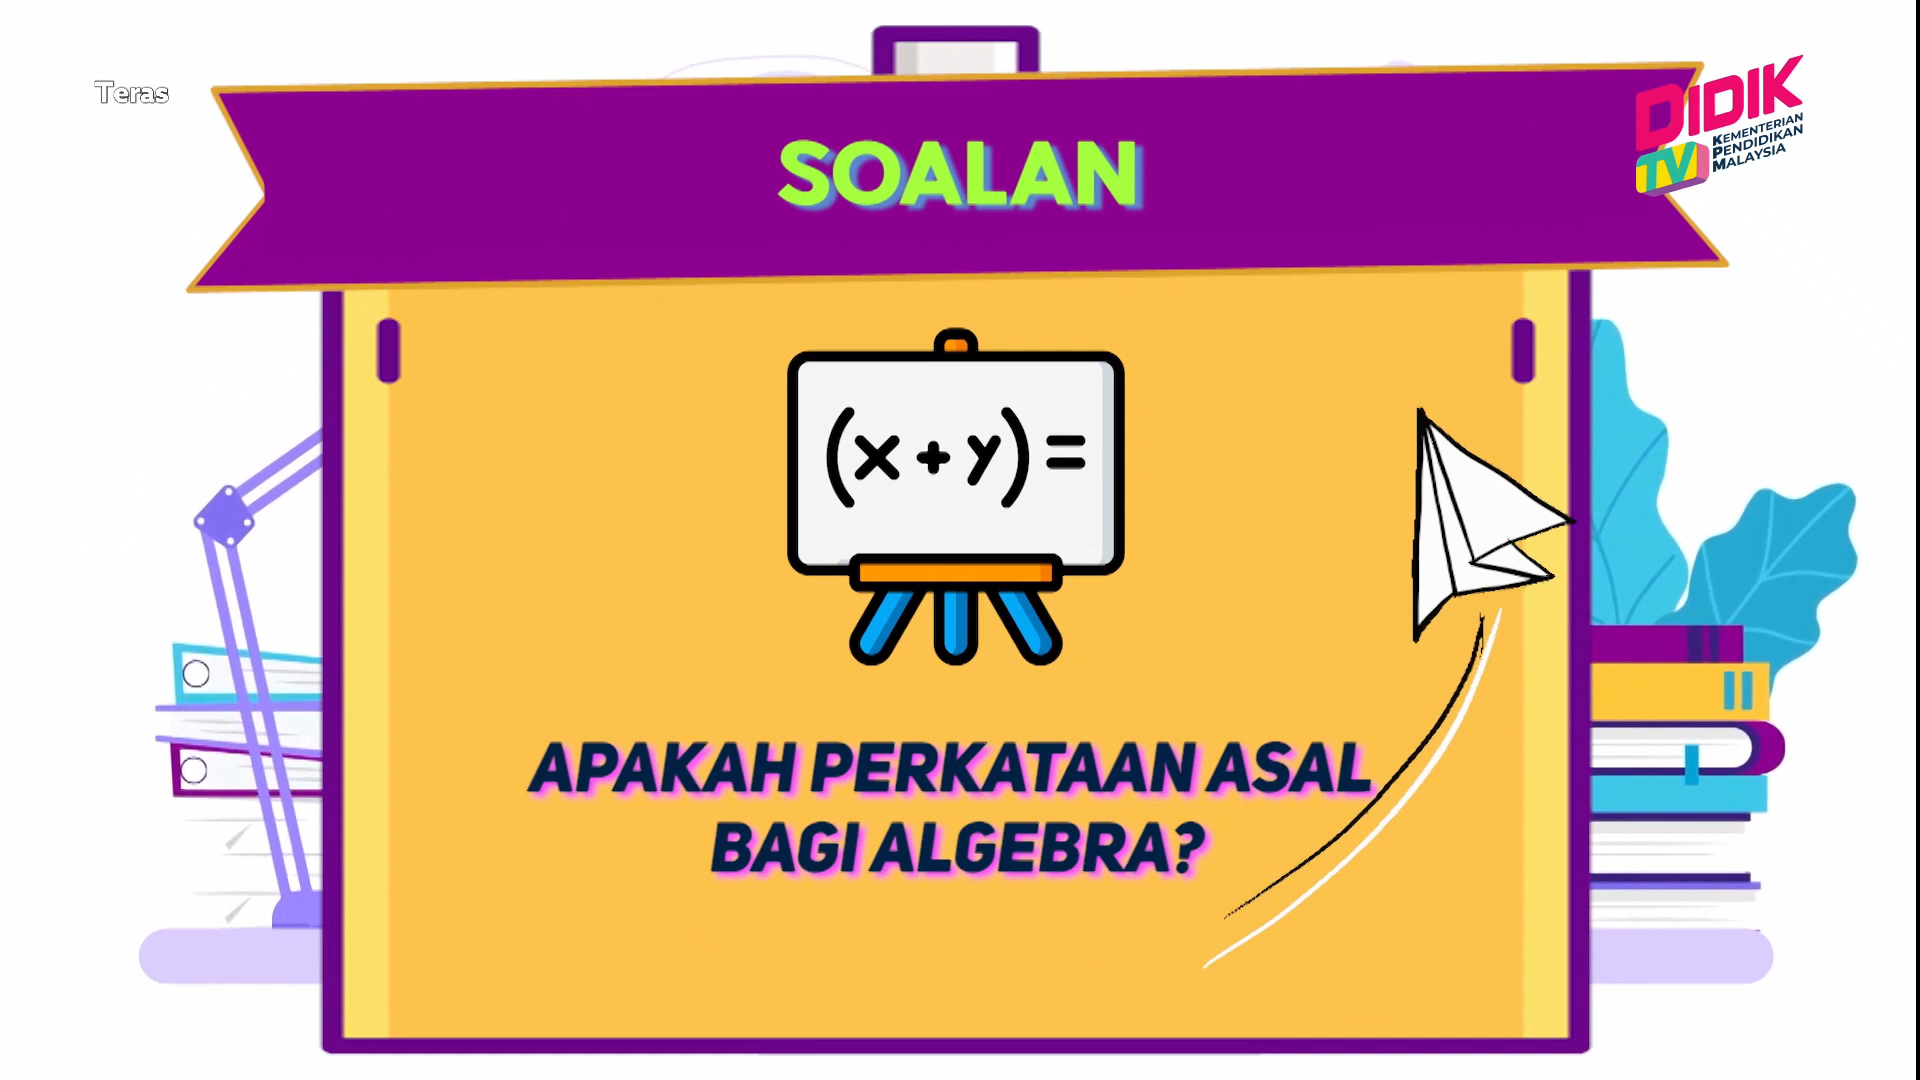 Teras
SOALAN
DIDIK
TV
KEMENTERIAN
PENDIDIKAN
MALAYSIA
(x + y) =
APAKAH PERKATAAN ASAL
BAGI ALGEBRA?